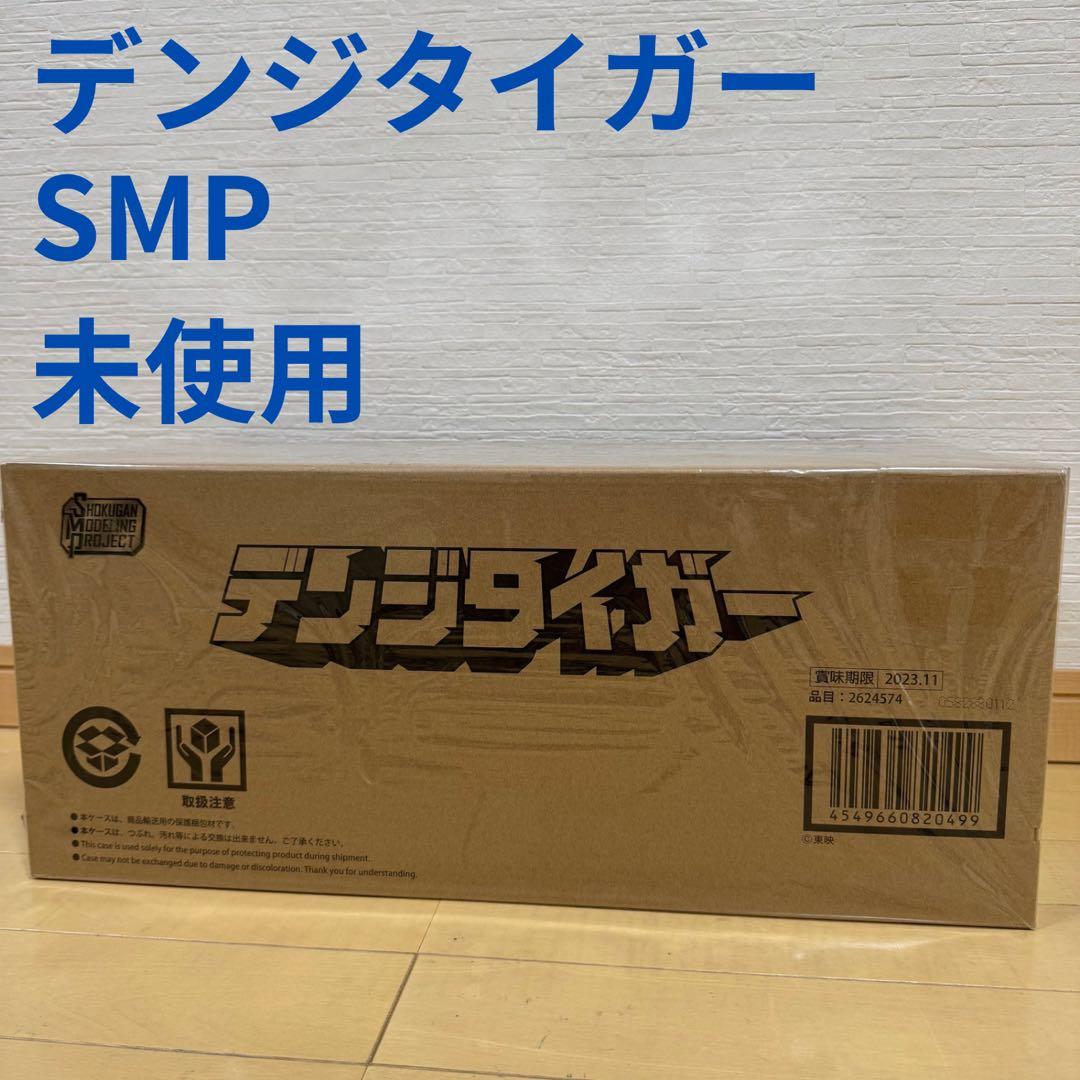 デンジタイガー
SMP
未使用
SHOKUGAN
MODELING
PROJECT
デンジタイガー
賞味期限 2023.11
品目：2624574
取扱注意
4549660820499
©東映
●本ケースは、商品輸送用の保護梱包材です。
●本ケースは、つぶれ、汚れ等による交換は出来ません。ご了承ください。
●This case is used solely for the purpose of protecting product during shipment.
●Case may not be exchanged due to damage or discoloration. Thank you for understanding.